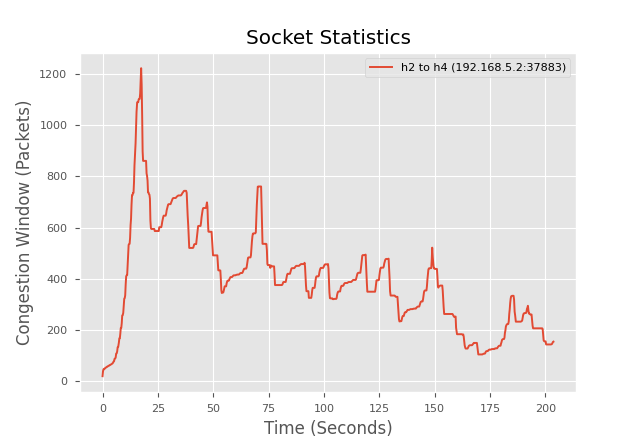 Socket Statistics
h2 to h4 (192.168.5.2:37883)
Congestion Window (Packets)
1200
1000
800
600
400
200
0
0 25 50 75 100 125 150 175 200
Time (Seconds)